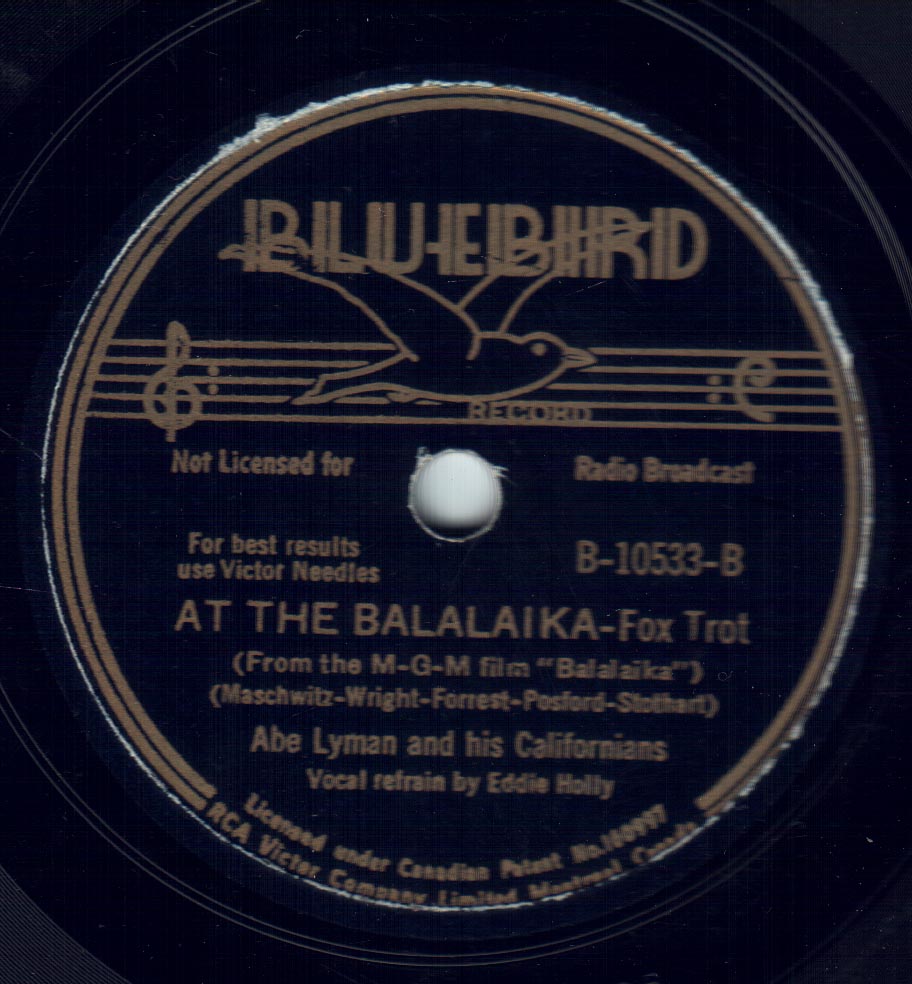 BLUEBIRD
RECORD
Not Licensed for Radio Broadcast
For best results
use Victor Needles
B-10533-B
AT THE BALALAIKA-Fox Trot
(From the M-G-M film "Balalaika")
(Maschwitz-Wright-Forrest-Posford-Stothart)
Abe Lyman and his Californians
Vocal refrain by Eddie Holly
Licensed under Canadian Patent No.
RCA Victor Company Limited Montreal Canada